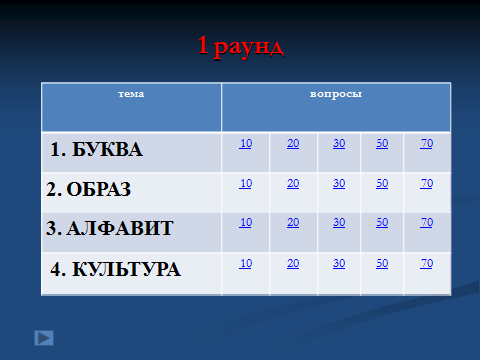 1 раунд
тема вопросы
1. БУКВА 10 20 30 50 70
2. ОБРАЗ 10 20 30 50 70
3. АЛФАВИТ 10 20 30 50 70
4. КУЛЬТУРА 10 20 30 50 70